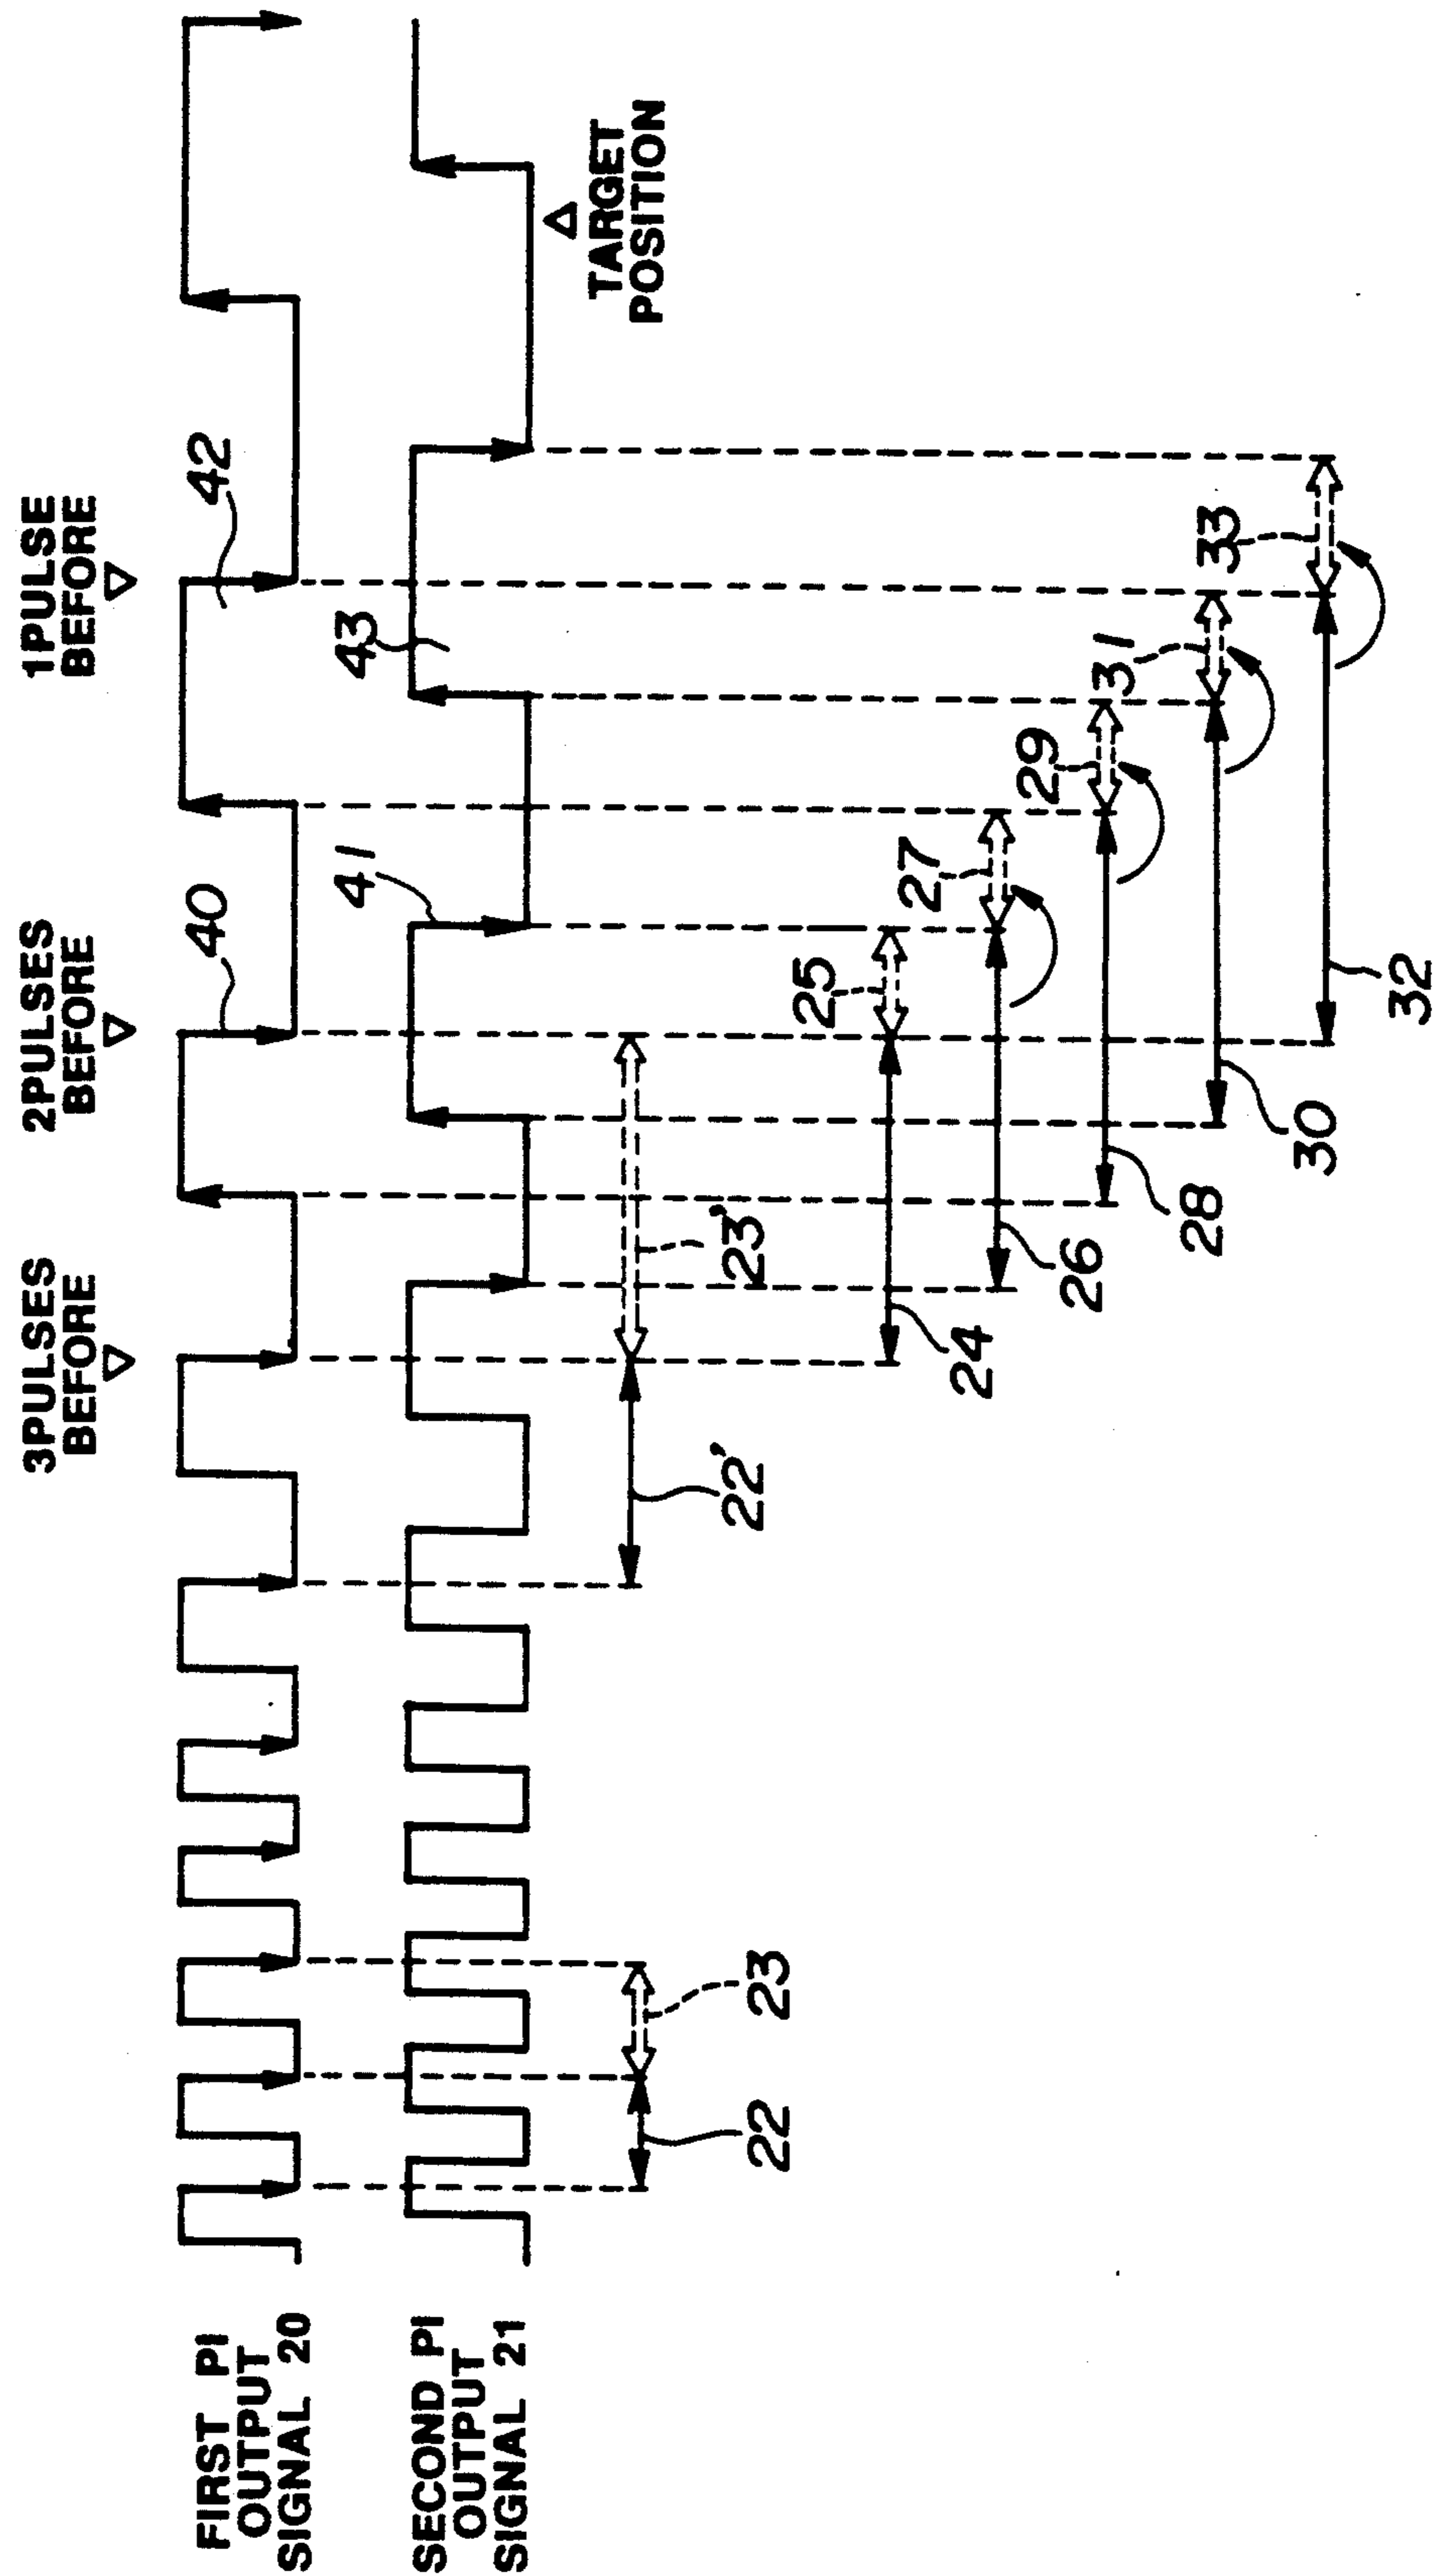 3PULSES
BEFORE
2PULSES
BEFORE
1PULSE
BEFORE
40
42
FIRST PI
OUTPUT
SIGNAL 20
41
43
SECOND PI
OUTPUT
SIGNAL 21
TARGET
POSITION
22
23
22'
23'
24
25
26
27
28
29
30
31
32
33